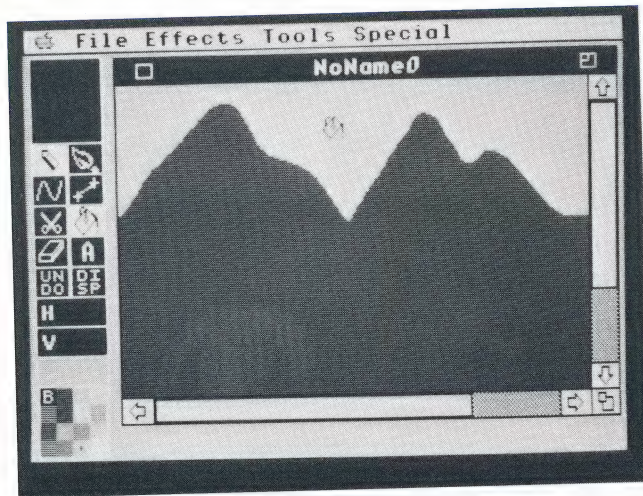 File Effects Tools Special
NoName0
A
UN DI
DO SP
H
V
B